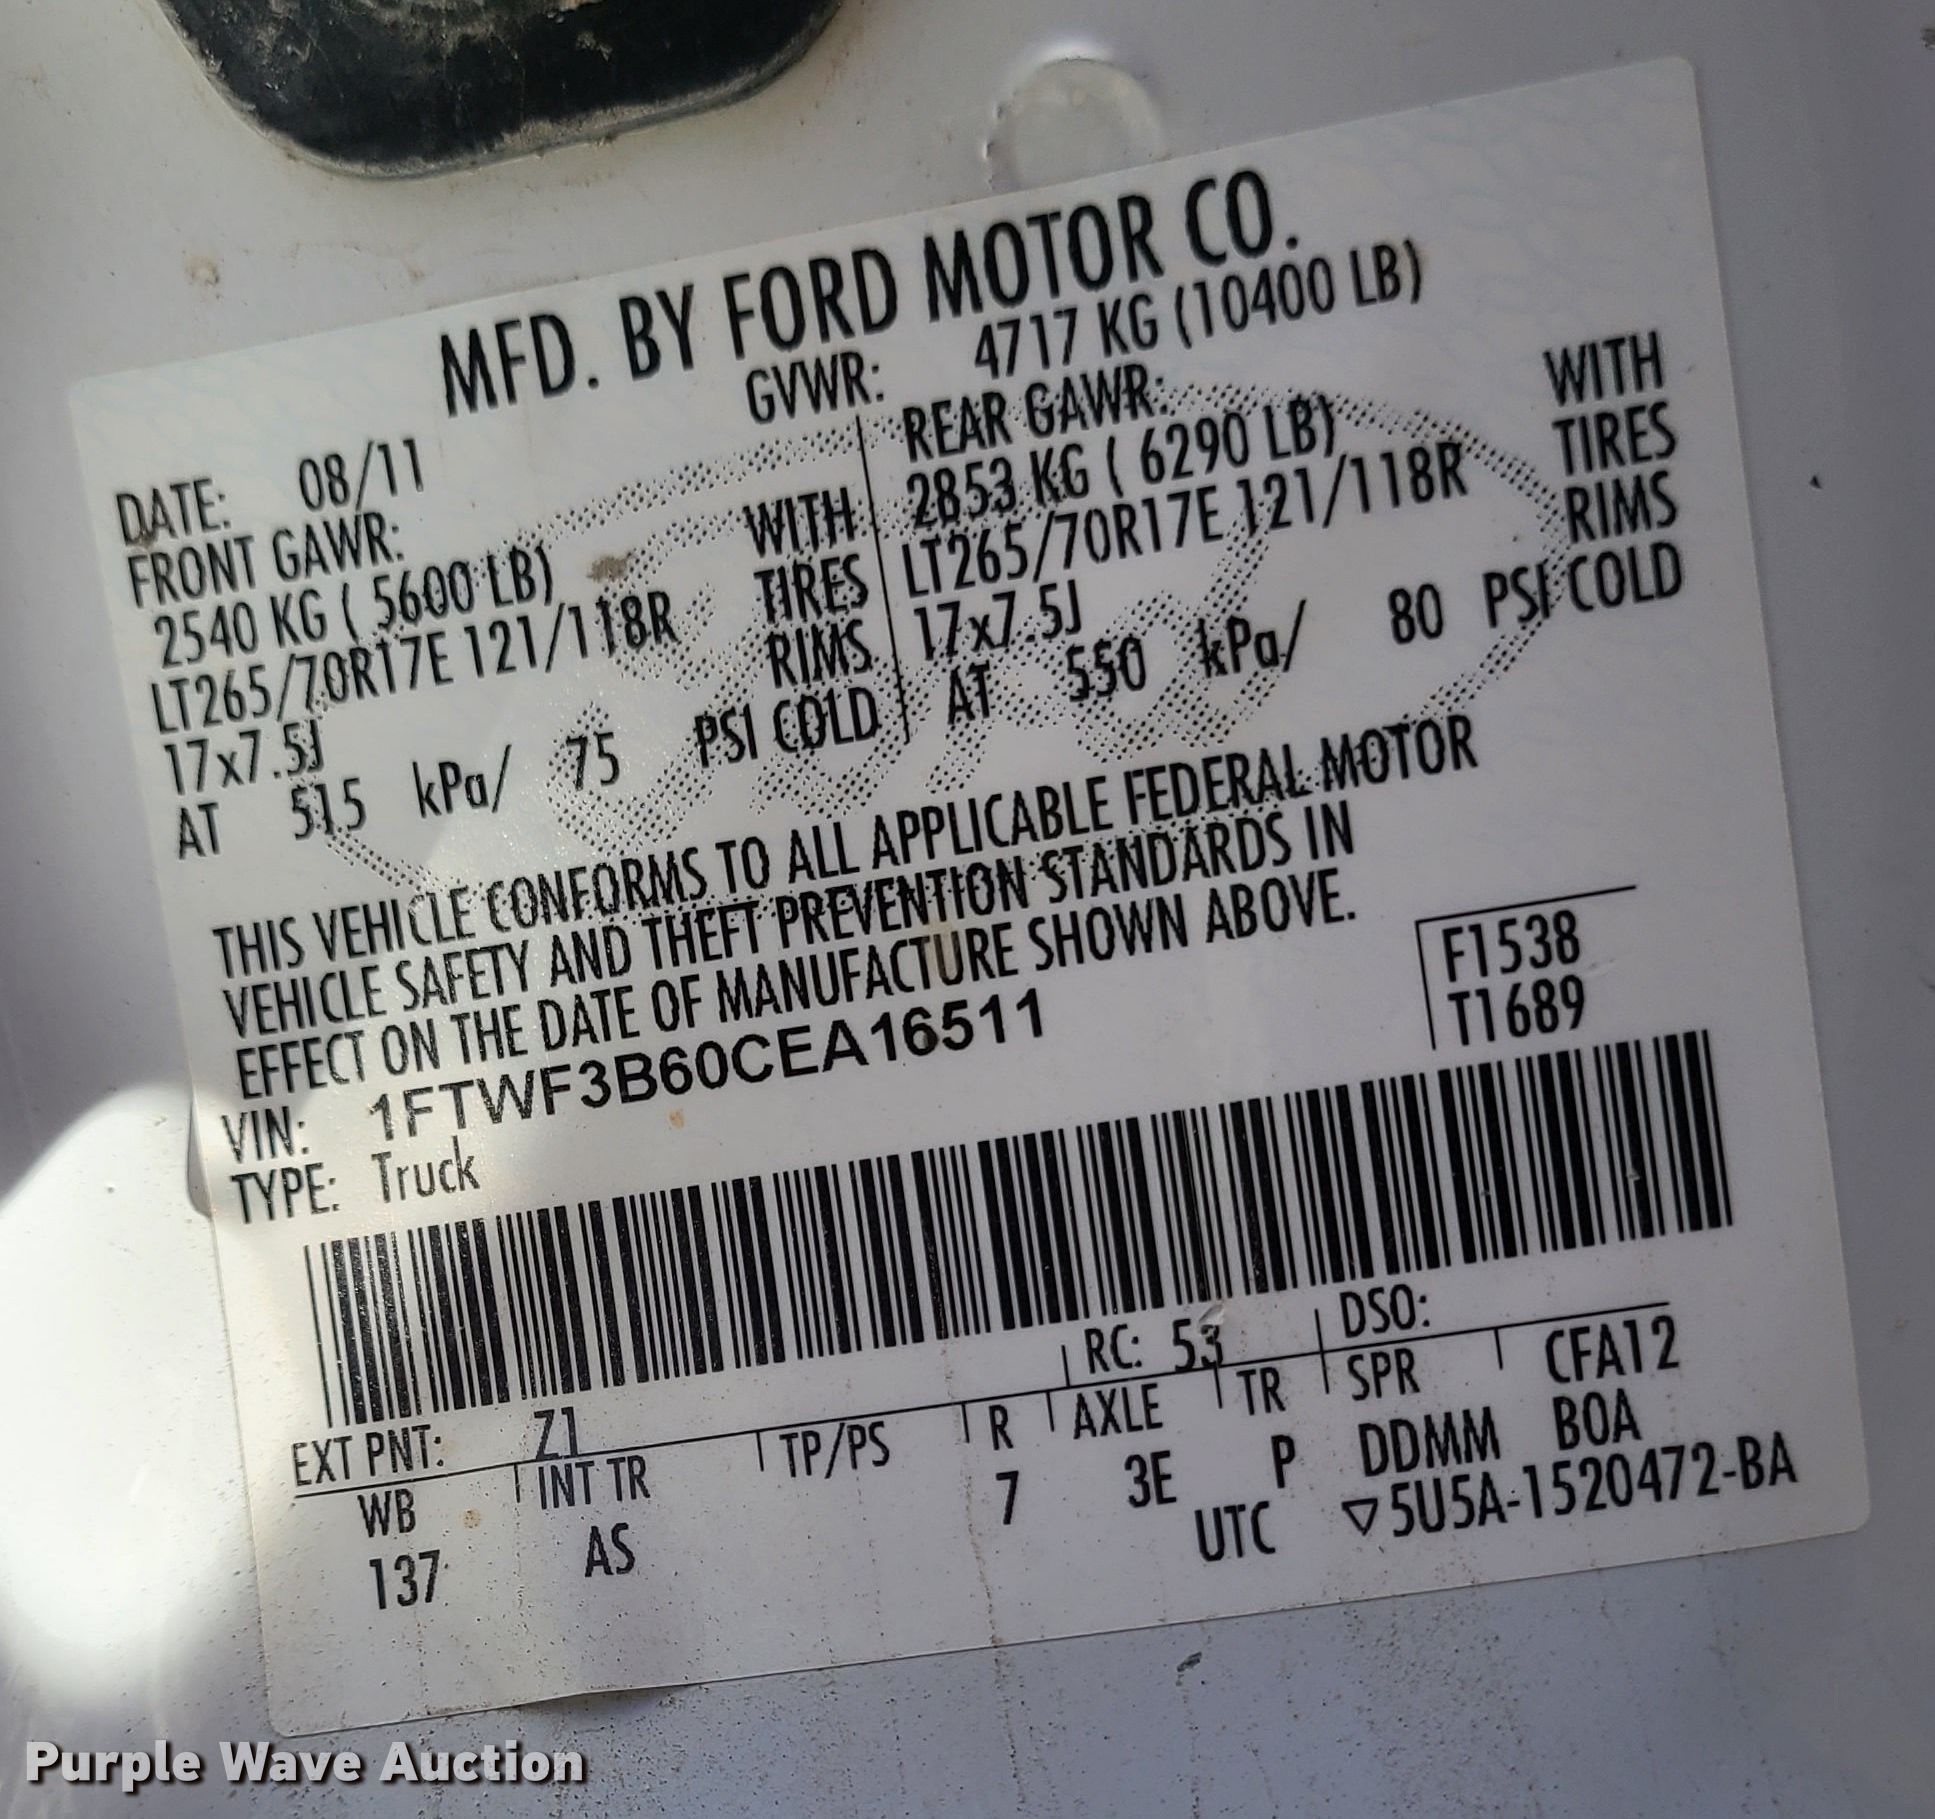 MFD. BY FORD MOTOR CO.
DATE: 08/11 GVWR: 4717 KG (10400 LB)
FRONT GAWR:
2540 KG ( 5600 LB) WITH
LT265/70R17E 121/118R TIRES
17x7.5J RIMS
AT 515 kPa/ 75 PSI COLD
REAR GAWR:
2853 KG ( 6290 LB) WITH
LT265/70R17E 121/118R TIRES
17x7.5J RIMS
AT 550 kPa/ 80 PSI COLD
THIS VEHICLE CONFORMS TO ALL APPLICABLE FEDERAL MOTOR
VEHICLE SAFETY AND THEFT PREVENTION STANDARDS IN
EFFECT ON THE DATE OF MANUFACTURE SHOWN ABOVE.
VIN: 1FTWF3B60CEA16511
TYPE: Truck
F1538
T1689
EXT PNT: Z1 RC: 53 DSO:
WB INT TR TP/PS R AXLE TR SPR CFA12
137 AS 7 3E P DDMM BOA
UTC ▽5U5A-1520472-BA
Purple Wave Auction